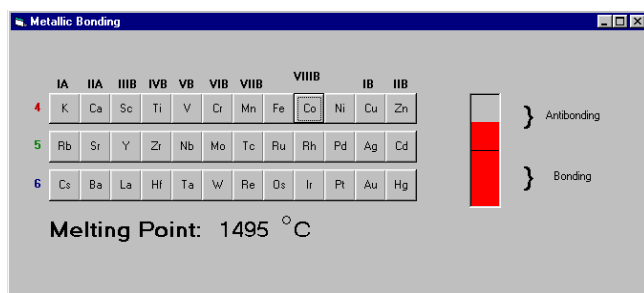 Metallic Bonding
VIIIB
IA IIA IIIB IVB VB VIB VIIB IB IIB
4 K Ca Sc Ti V Cr Mn Fe Co Ni Cu Zn
} Antibonding
5 Rb Sr Y Zr Nb Mo Tc Ru Rh Pd Ag Cd
} Bonding
6 Cs Ba La Hf Ta W Re Os Ir Pt Au Hg
Melting Point: 1495 °C